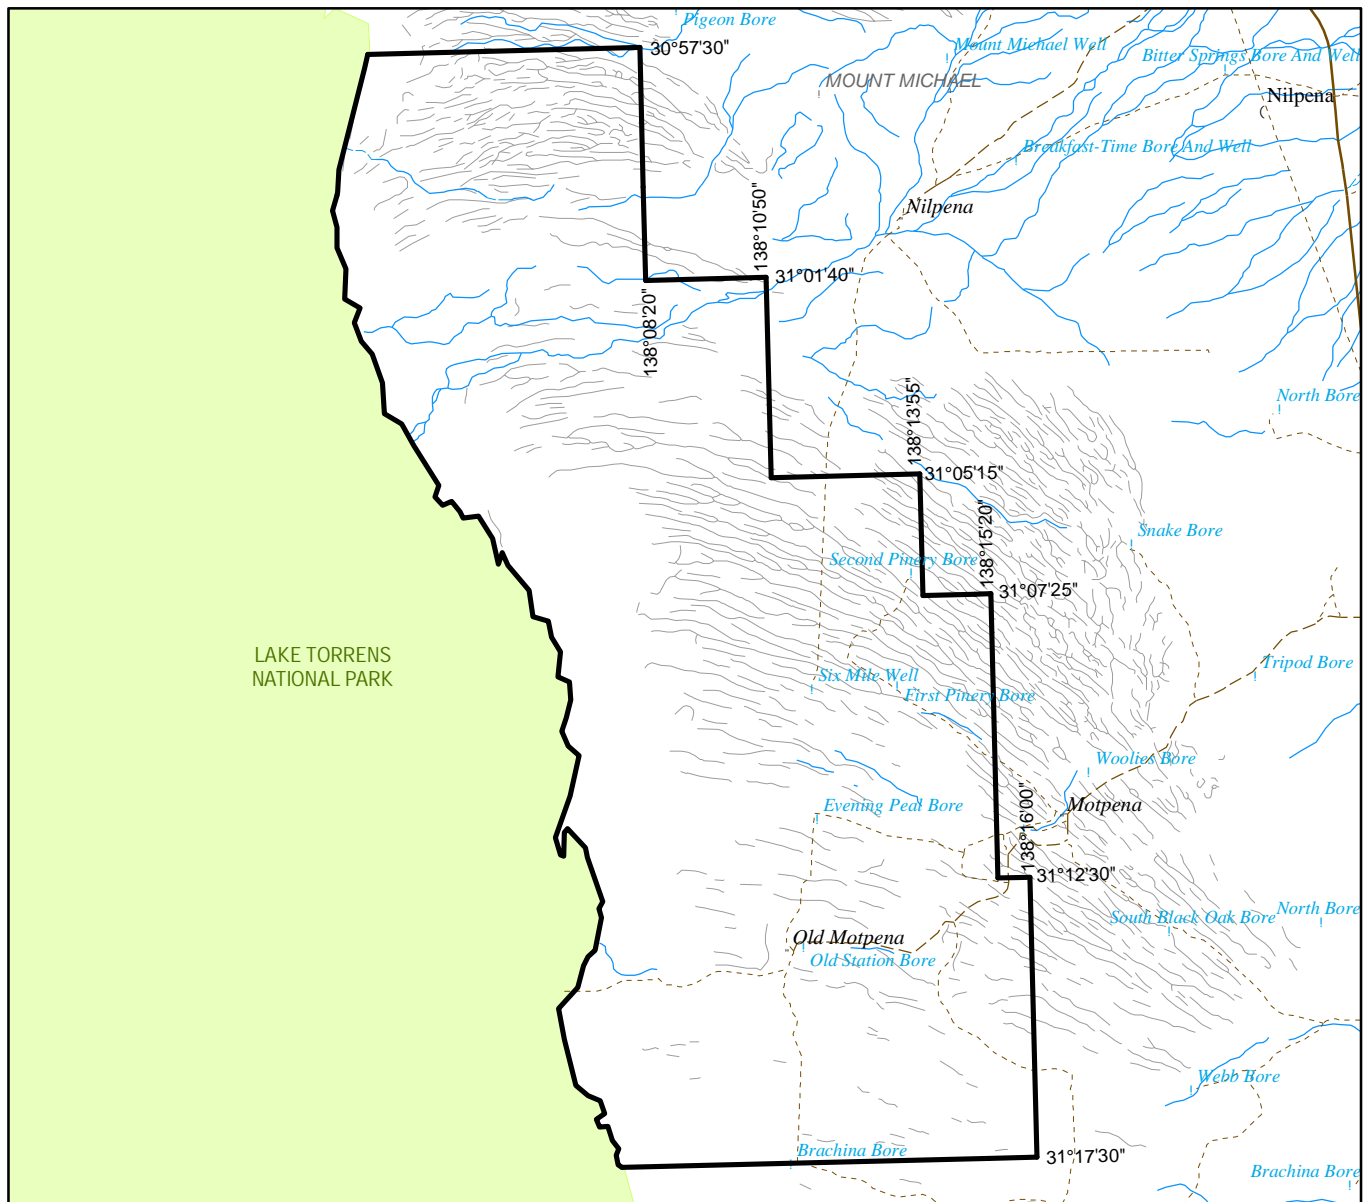 Pigeon Bore
30°57'30"
Mount Michael Well
Bitter Springs Bore And Well
MOUNT MICHAEL
Nilpena
Breakfast-Time Bore And Well
Nilpena
138°10'50"
31°01'40"
138°08'20"
138°13'55"
North Bore
31°05'15"
138°15'20"
Snake Bore
Second Pinery Bore
31°07'25"
LAKE TORRENS
NATIONAL PARK
Six Mile Well
First Pinery Bore
Tripod Bore
Woolies Bore
Evening Peal Bore
Motpena
138°16'00"
31°12'30"
South Black Oak Bore
North Bore
Old Motpena
Old Station Bore
Webb Bore
Brachina Bore
31°17'30"
Brachina Bore